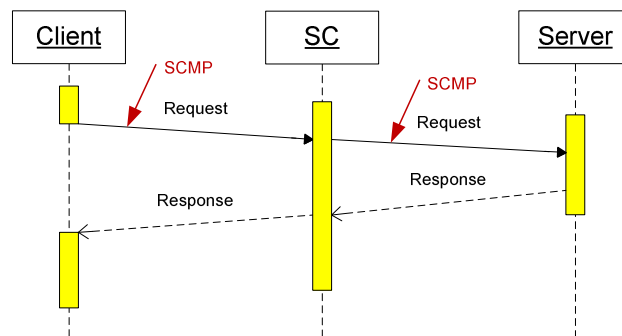 Client
SC
Server
SCMP
SCMP
Request
Request
Response
Response